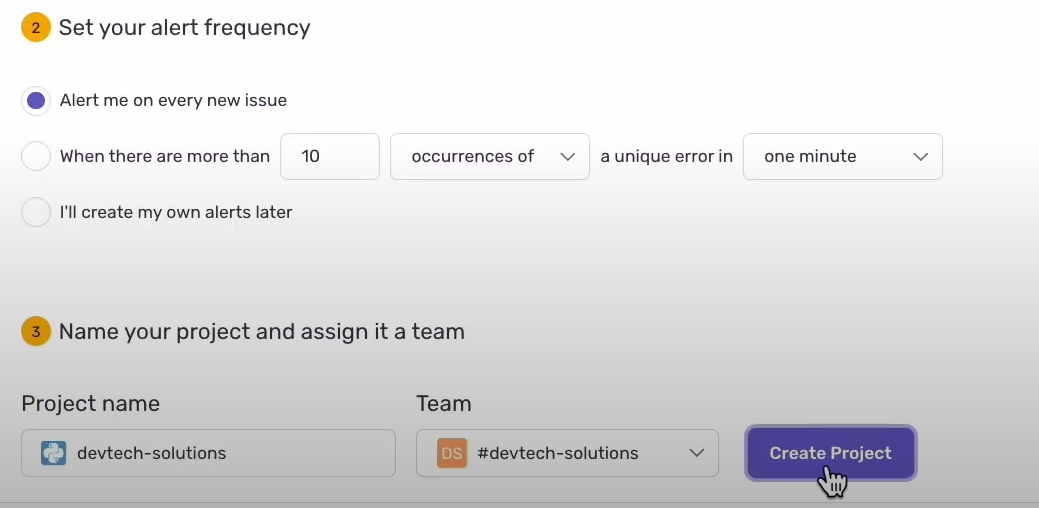 2 Set your alert frequency
Alert me on every new issue
When there are more than 10 occurrences of a unique error in one minute
I'll create my own alerts later
3 Name your project and assign it a team
Project name Team
devtech-solutions DS #devtech-solutions Create Project